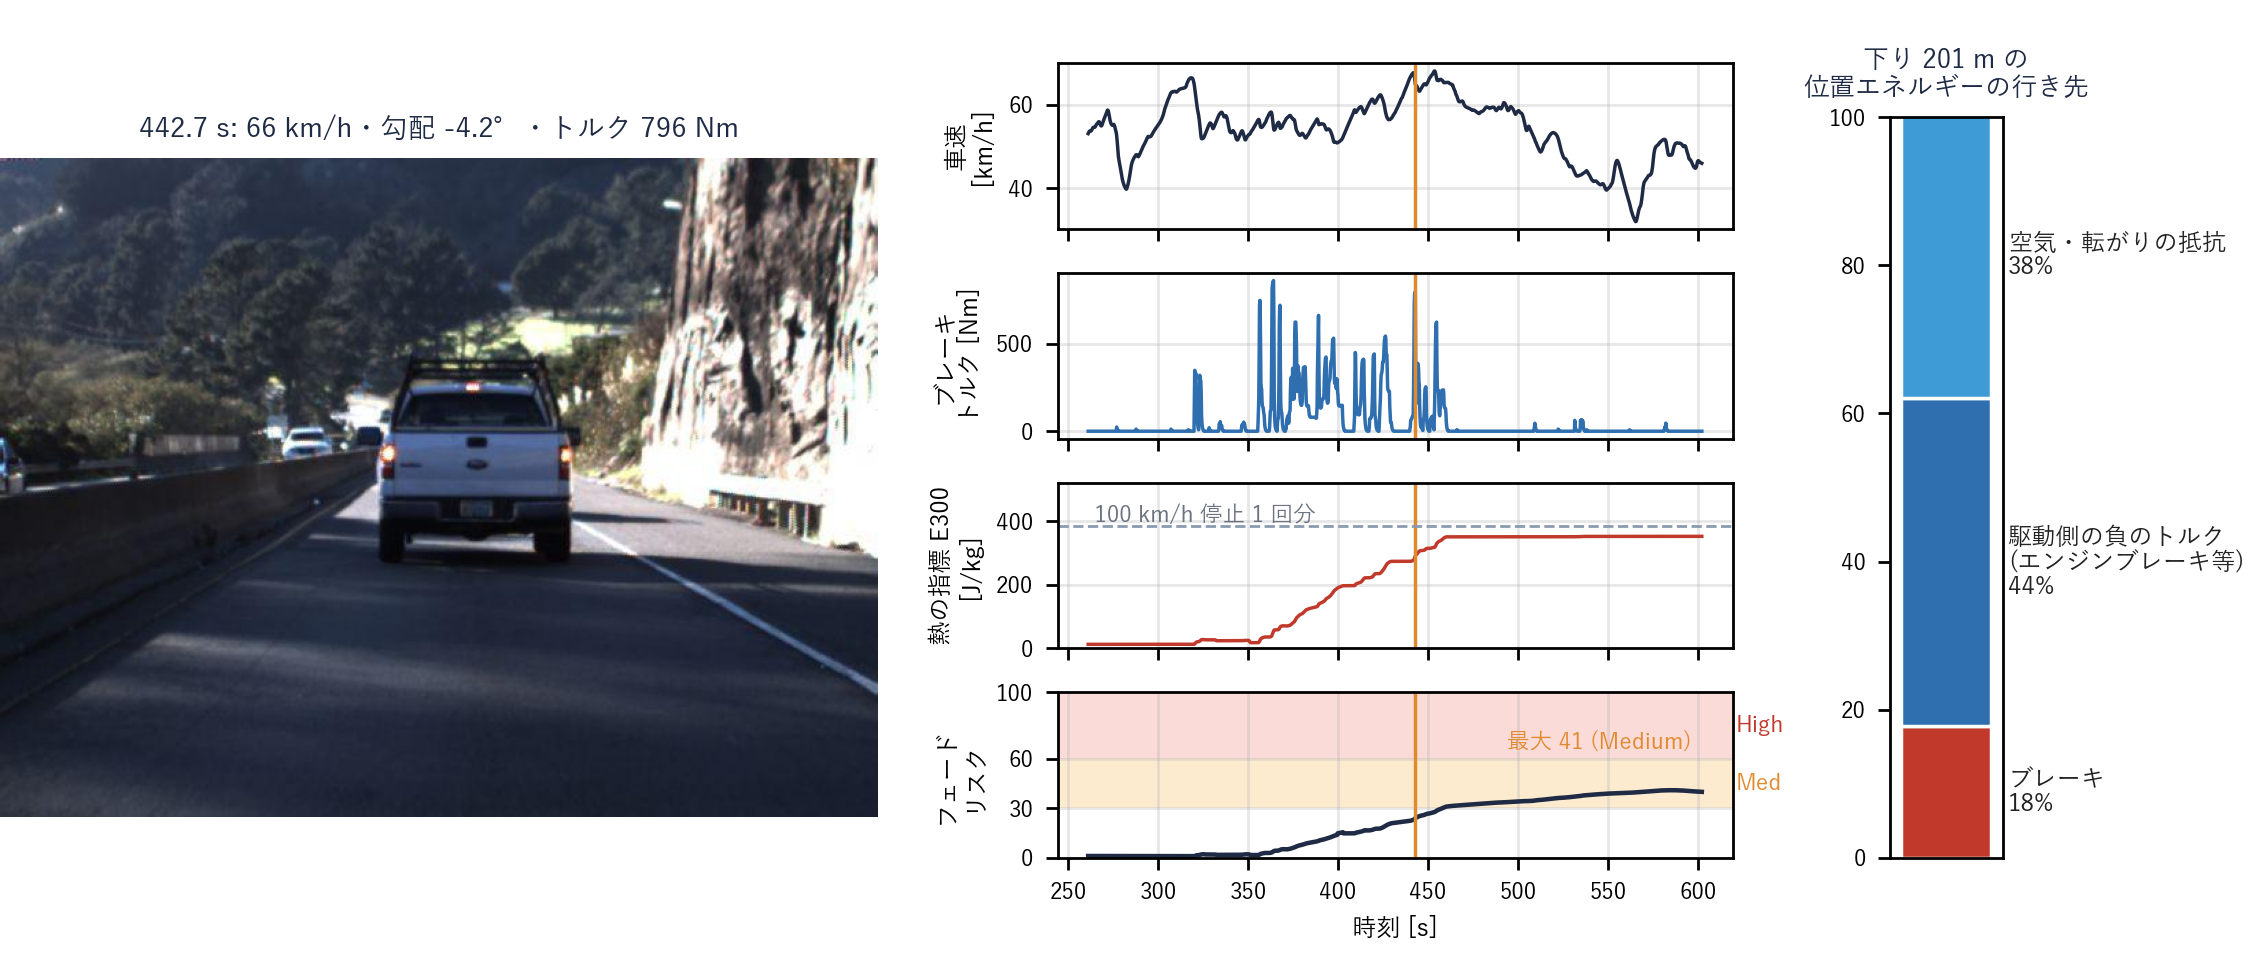 442.7 s: 66 km/h・勾配 -4.2° ・トルク 796 Nm
車速
[km/h]
60
40
ブレーキ
トルク [Nm]
500
0
熱の指標 E300
[J/kg]
400
200
0
100 km/h 停止 1 回分
フェード
リスク
100
60
30
0
最大 41 (Medium)
High
Med
250 300 350 400 450 500 550 600
時刻 [s]
下り 201 m の
位置エネルギーの行き先
100
80
60
40
20
0
空気・転がりの抵抗
38%
駆動側の負のトルク
(エンジンブレーキ等)
44%
ブレーキ
18%